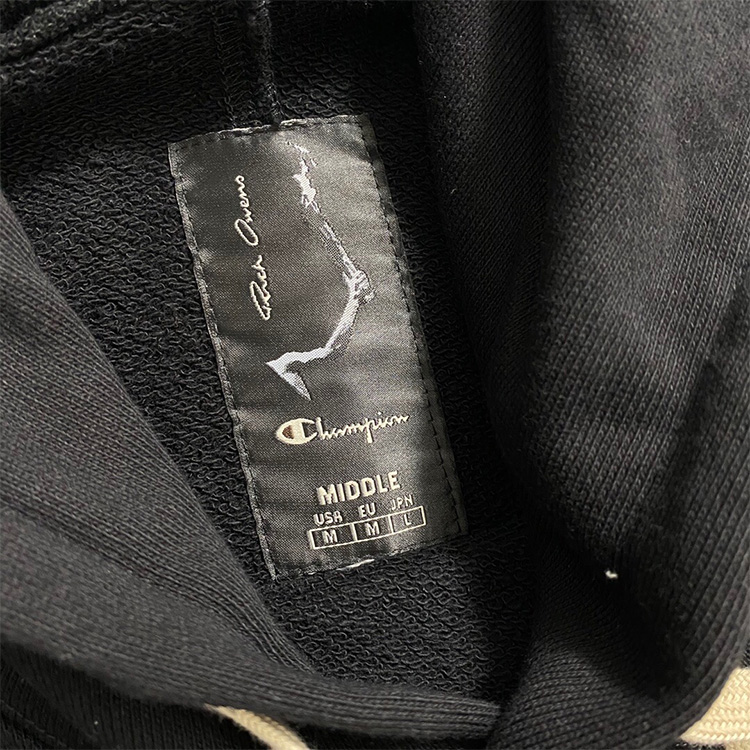 Rick Owens
Champion
MIDDLE
USA EU JPN
M M L